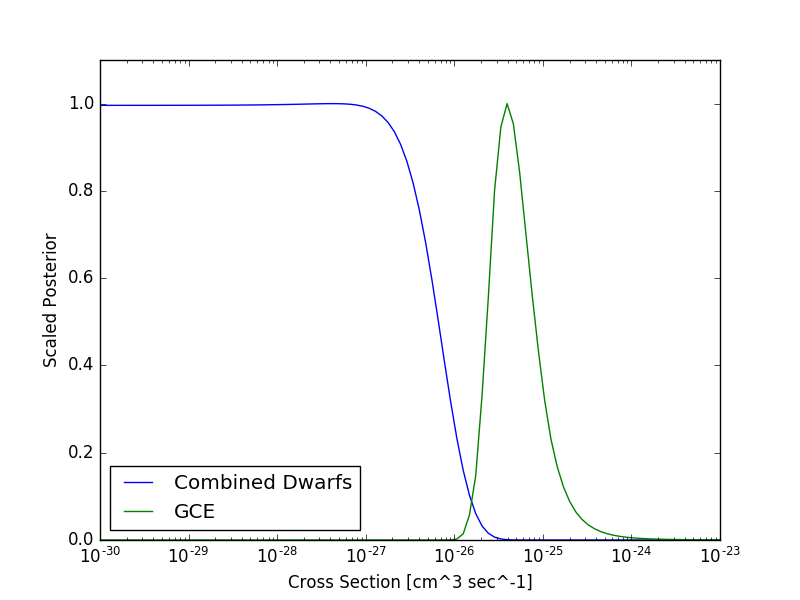 1.0
0.8
0.6
0.4
0.2
0.0
Scaled Posterior
Combined Dwarfs
GCE
10^-30 10^-29 10^-28 10^-27 10^-26 10^-25 10^-24 10^-23
Cross Section [cm^3 sec^-1]